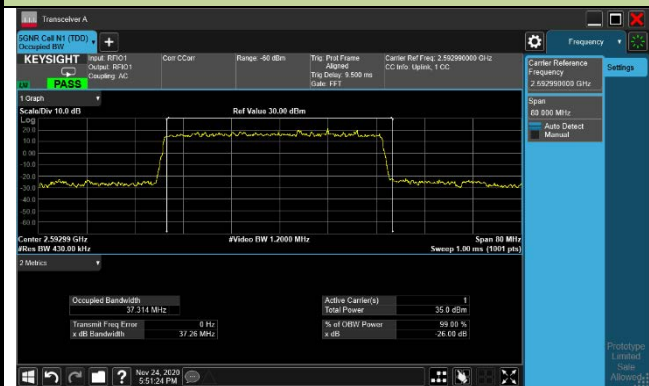 Transceiver A
5GNR Cell N1 (TDD)
Occupied BW
Frequency
KEYSIGHT
Input: RFIO1
Output: RFIO1
Coupling: AC
Corr CCorr
Range: -60 dBm
Trig: Prot Frame
Aligned
Trig Delay: 9.500 ms
Gate: FFT
Carrier Ref Freq: 2.592990000 GHz
CC Info: Uplink, 1 CC
PASS
Carrier Reference
Frequency
2.592990000 GHz
Settings
Span
80.000 MHz
Auto Detect
Manual
1 Graph
Scale/Div 10.0 dB
Ref Value 30.00 dBm
Log
20.0
10.0
0.00
-10.0
-20.0
-30.0
-40.0
-50.0
-60.0
Center 2.59299 GHz
#Video BW 1.2000 MHz
Span 80 MHz
#Res BW 430.00 kHz
Sweep 1.00 ms (1001 pts)
2 Metrics
Occupied Bandwidth
37.314 MHz
Active Carrier(s)
1
Total Power
35.0 dBm
Transmit Freq Error
0 Hz
x dB Bandwidth
37.26 MHz
% of OBW Power
99.00 %
x dB
-26.00 dB
Nov 24, 2020
5:51:24 PM
Prototype
Limited
Sale
Allowed